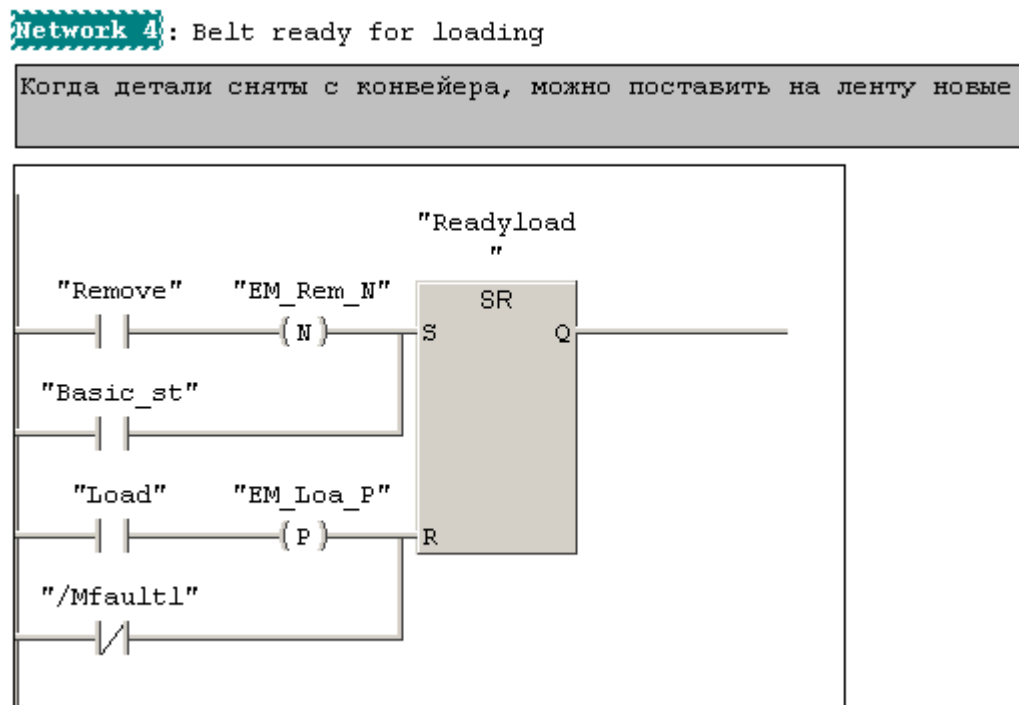 Network 4: Belt ready for loading
Когда детали сняты с конвейера, можно поставить на ленту новые
"Readyload
"
"Remove" "EM_Rem_N" SR
N S Q
"Basic_st"
"Load" "EM_Loa_P"
P R
"/Mfault1"